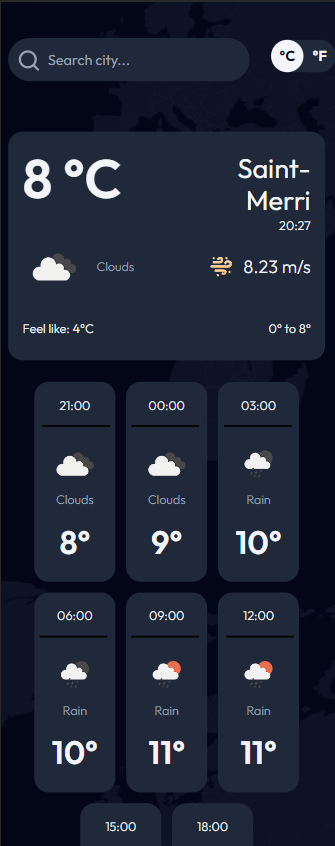 Search city...
°C
°F
8 °C
Saint-
Merri
20:27
Clouds
8.23 m/s
Feel like: 4°C
0° to 8°
21:00
00:00
03:00
Clouds
Clouds
Rain
8°
9°
10°
06:00
09:00
12:00
Rain
Rain
Rain
10°
11°
11°
15:00
18:00